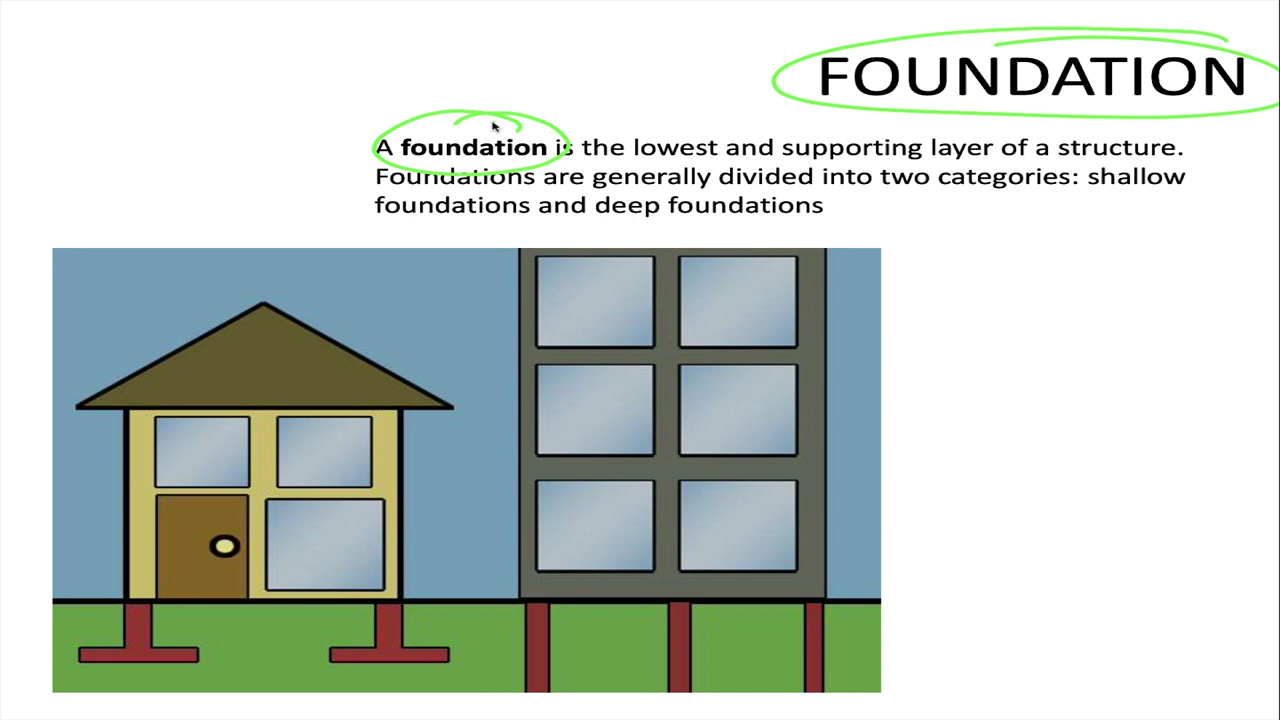 FOUNDATION
A foundation is the lowest and supporting layer of a structure.
Foundations are generally divided into two categories: shallow
foundations and deep foundations